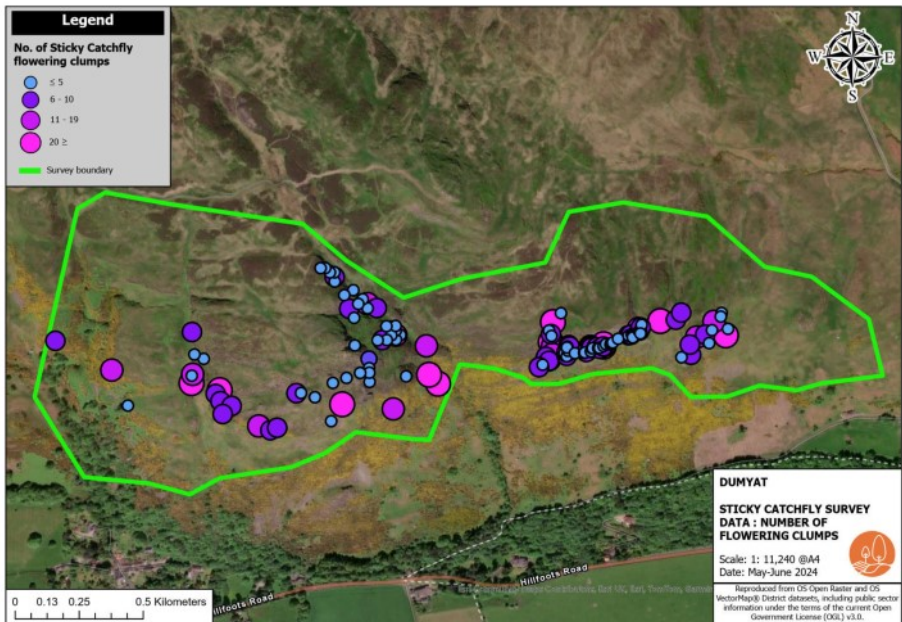 Legend
No. of Sticky Catchfly
flowering clumps
≤ 5
6 - 10
11 - 19
20 ≥
Survey boundary
N
W
E
S
DUMYAT
STICKY CATCHFLY SURVEY
DATA : NUMBER OF
FLOWERING CLUMPS
Scale: 1: 11,240 @A4
Date: May-June 2024
Reproduced from OS Open Raster and OS
VectorMap® District datasets, including public sector
information under the terms of the current Open
Government License (OGL) v3.0.
Hillfoots Road
Hillfoots Road
0 0.13 0.25 0.5 Kilometers